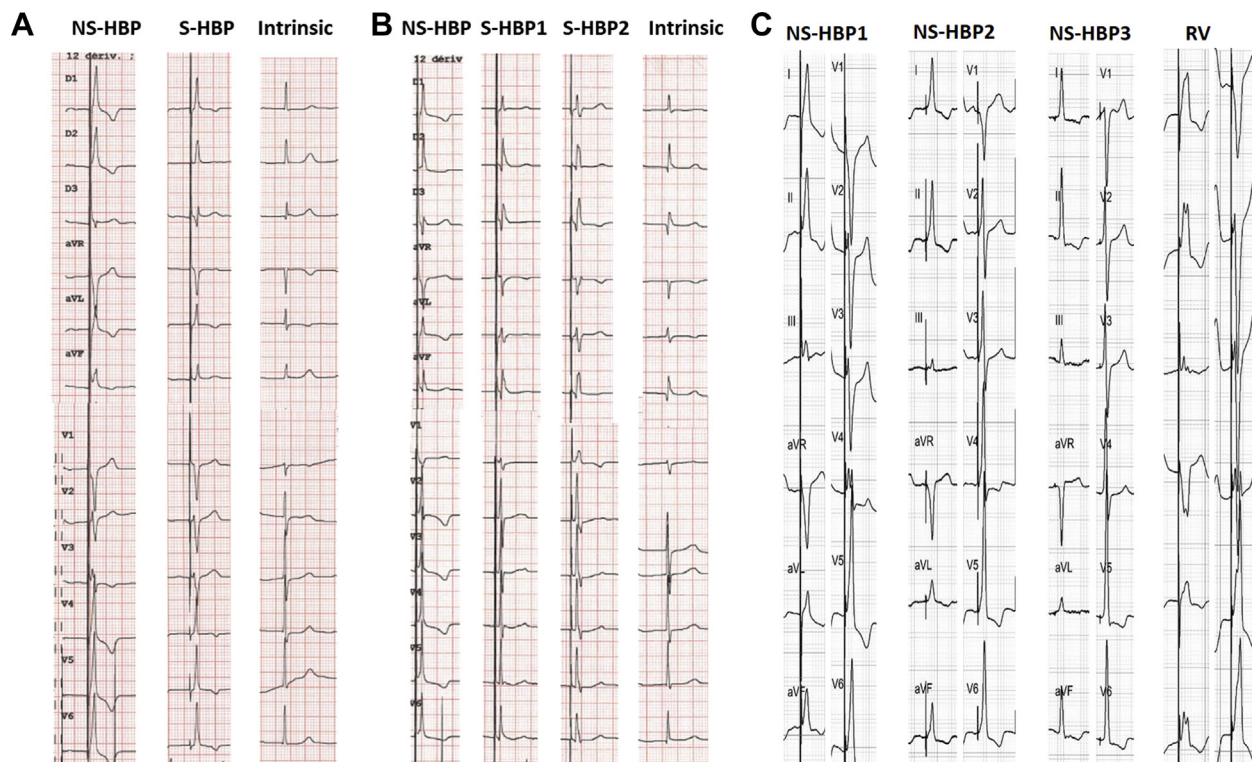 A
NS-HBP S-HBP Intrinsic
12 dériv. ;
D1
D2
D3
aVR
aVL
aVF
V1
V2
V3
V4
V5
V6
B
NS-HBP S-HBP1 S-HBP2 Intrinsic
12 dériv
D1
D2
D3
aVR
aVL
aVF
V1
V2
V3
V4
V5
V6
C
NS-HBP1 NS-HBP2 NS-HBP3 RV
I V1 I V1 I V1
II V2 II V2 II V2
III V3 III V3 III V3
aVR V4 aVR V4 aVR V4
aVL V5 aVL V5 aVL V5
aVF V6 aVF V6 aVF V6